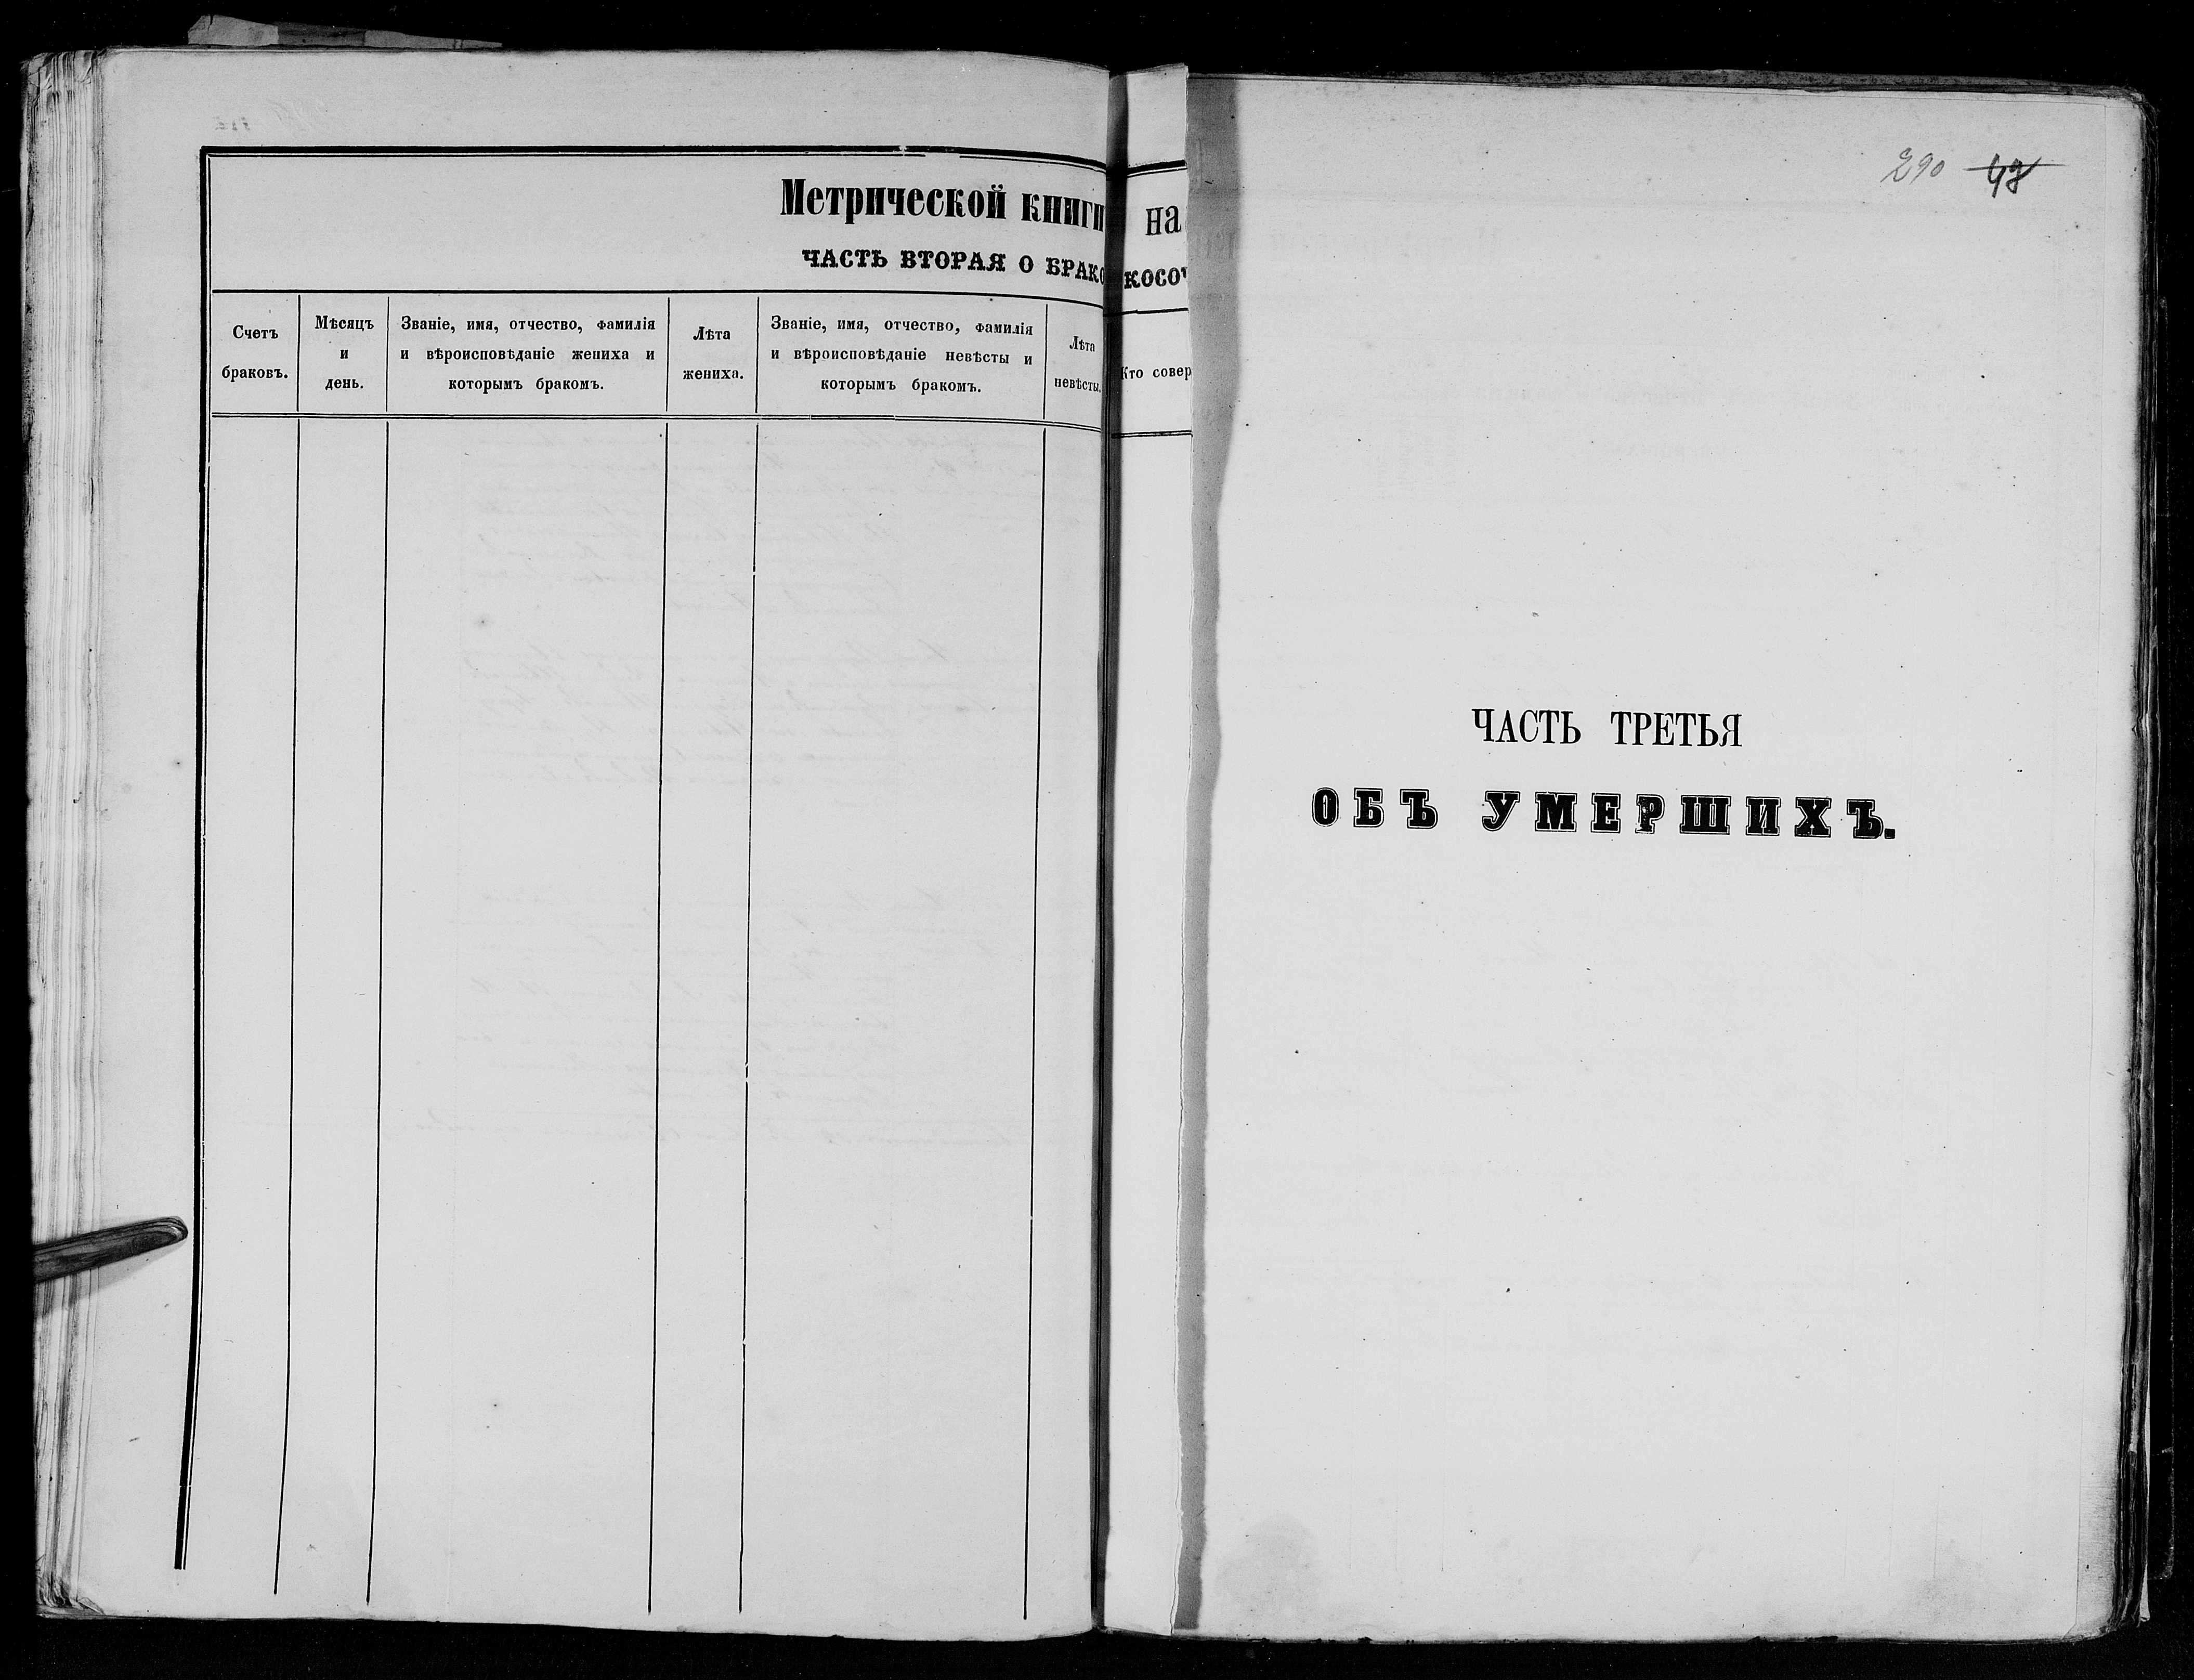 Метрической книги
ЧАСТЬ ВТОРАЯ О БРАКО
Счетъ
браковъ.
Мѣсяцъ
и
день.
Званіе, имя, отчество, фамилія
и вѣроисповѣданіе жениха и
которымъ бракомъ.
Лѣта
жениха.
Званіе, имя, отчество, фамилія
и вѣроисповѣданіе невѣсты и
которымъ бракомъ.
Лѣта
невѣсты.
на
косоч
Кто совер
290
ЧАСТЬ ТРЕТЬЯ
ОБЪ УМЕРШИХЪ.